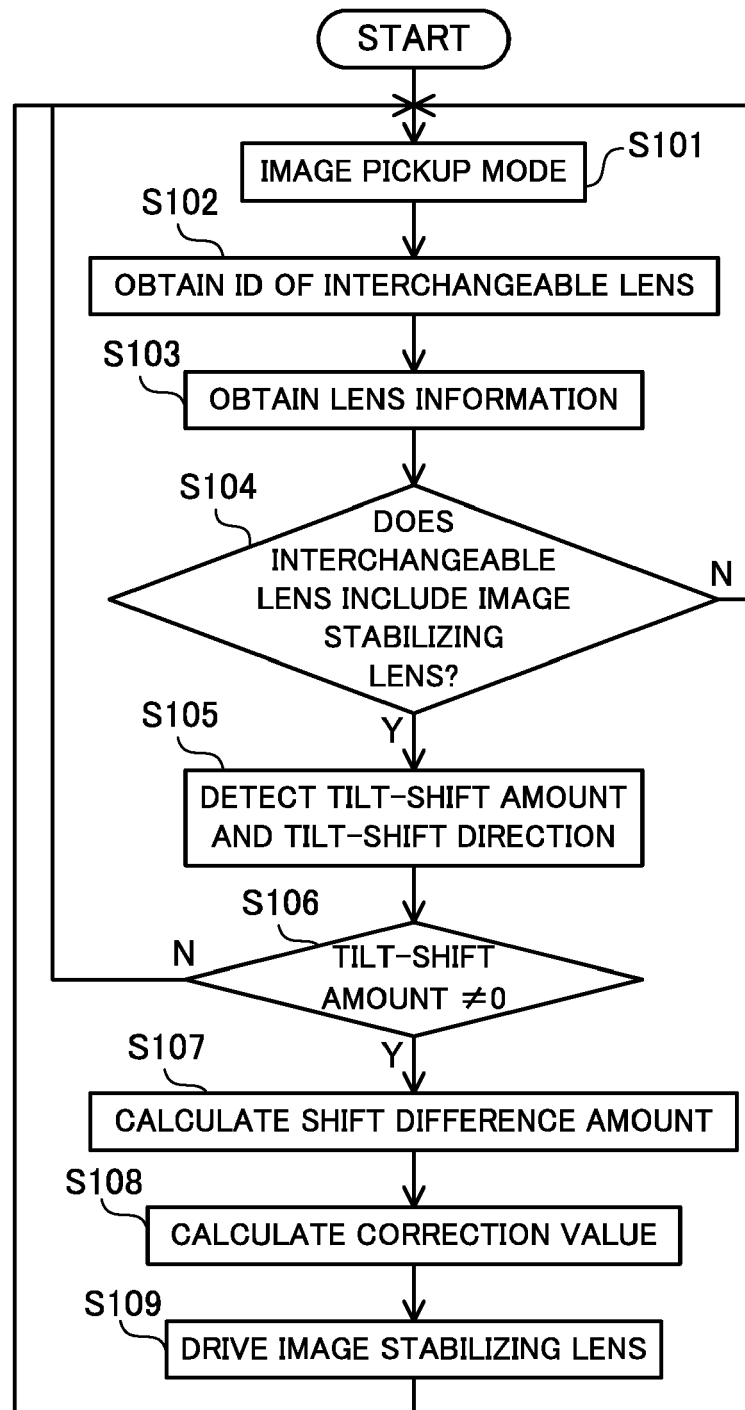 START
S101
IMAGE PICKUP MODE
S102
OBTAIN ID OF INTERCHANGEABLE LENS
S103
OBTAIN LENS INFORMATION
S104
DOES
INTERCHANGEABLE
LENS INCLUDE IMAGE
STABILIZING
LENS?
N
Y
S105
DETECT TILT-SHIFT AMOUNT
AND TILT-SHIFT DIRECTION
S106
N
TILT-SHIFT
AMOUNT ≠0
Y
S107
CALCULATE SHIFT DIFFERENCE AMOUNT
S108
CALCULATE CORRECTION VALUE
S109
DRIVE IMAGE STABILIZING LENS